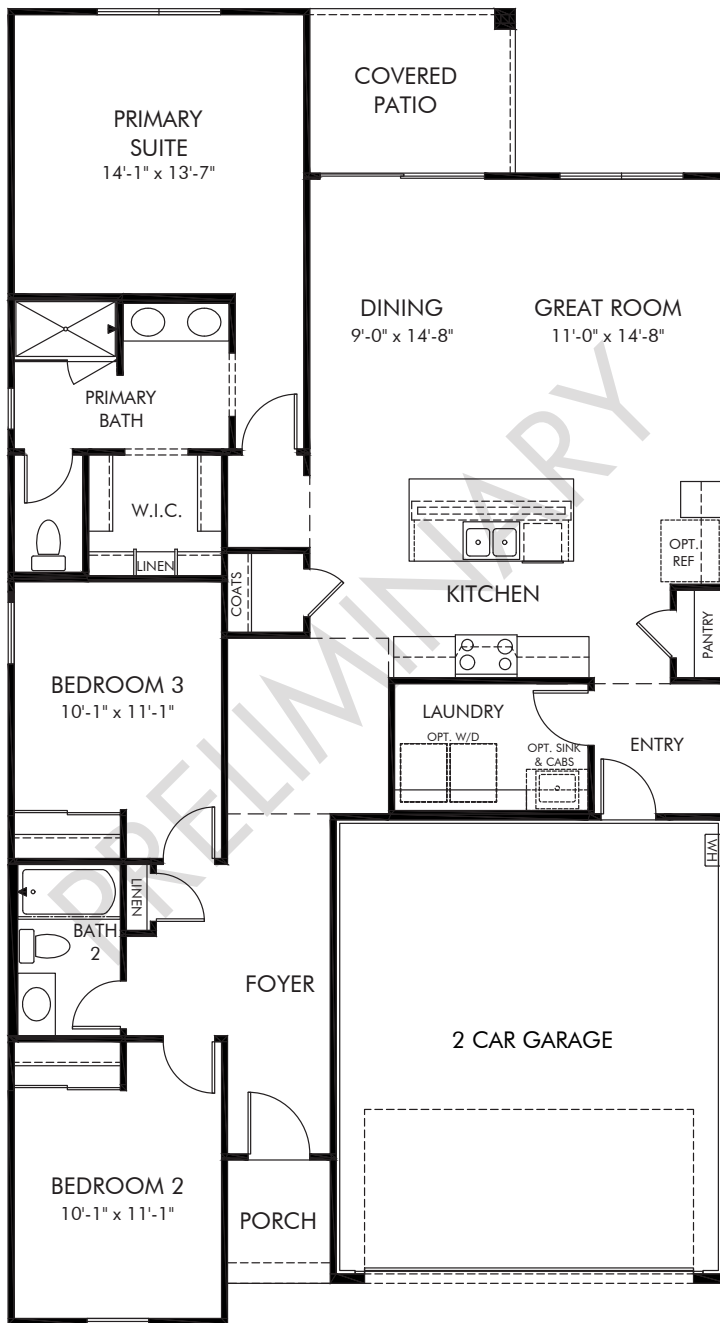 COVERED
PATIO
PRIMARY
SUITE
14'-1" x 13'-7"
DINING
9'-0" x 14'-8"
GREAT ROOM
11'-0" x 14'-8"
PRIMARY
BATH
W.I.C.
LINEN
COATS
OPT.
REF
KITCHEN
PANTRY
BEDROOM 3
10'-1" x 11'-1"
LAUNDRY
OPT. W/D
OPT. SINK
& CABS
ENTRY
WH
LINEN
BATH
2
FOYER
2 CAR GARAGE
BEDROOM 2
10'-1" x 11'-1"
PORCH
PRELIMINARY